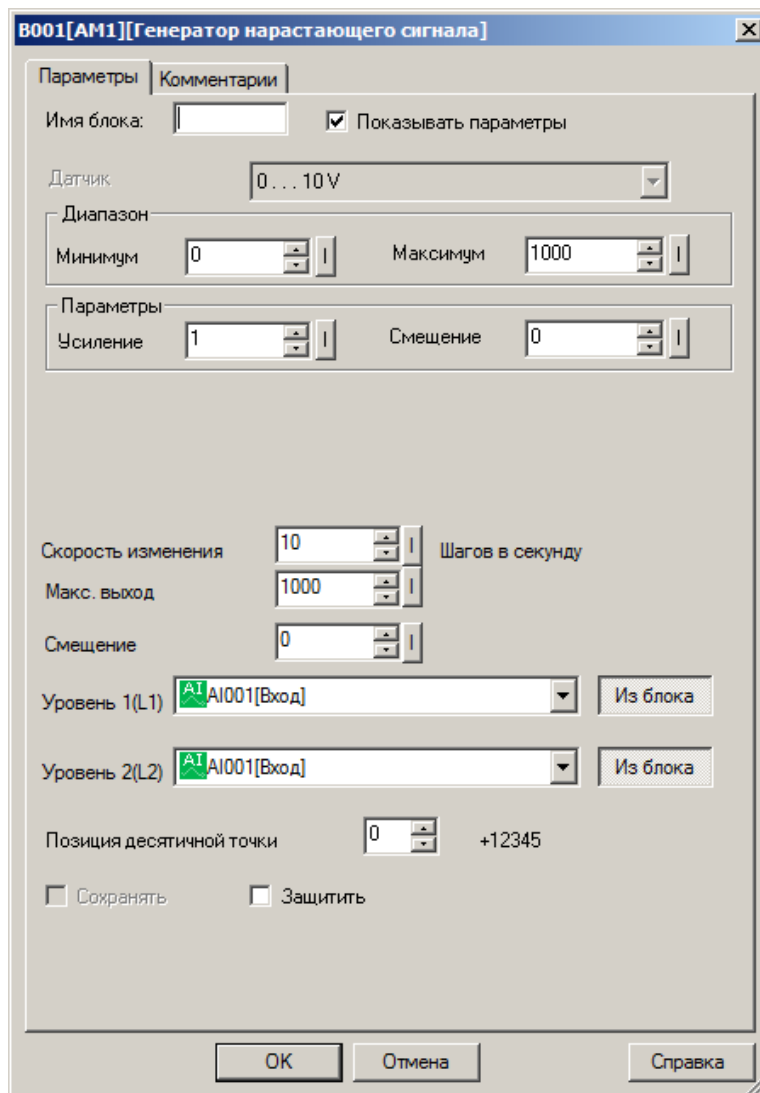 B001[AM1][Генератор нарастающего сигнала]
Параметры Комментарии
Имя блока: Показывать параметры
Датчик 0...10V
Диапазон
Минимум 0 Максимум 1000
Параметры
Усиление 1 Смещение 0
Скорость изменения 10 Шагов в секунду
Макс. выход 1000
Смещение 0
Уровень 1(L1) AI AI001[Вход] Из блока
Уровень 2(L2) AI AI001[Вход] Из блока
Позиция десятичной точки 0 +12345
Сохранять Защитить
OK Отмена Справка